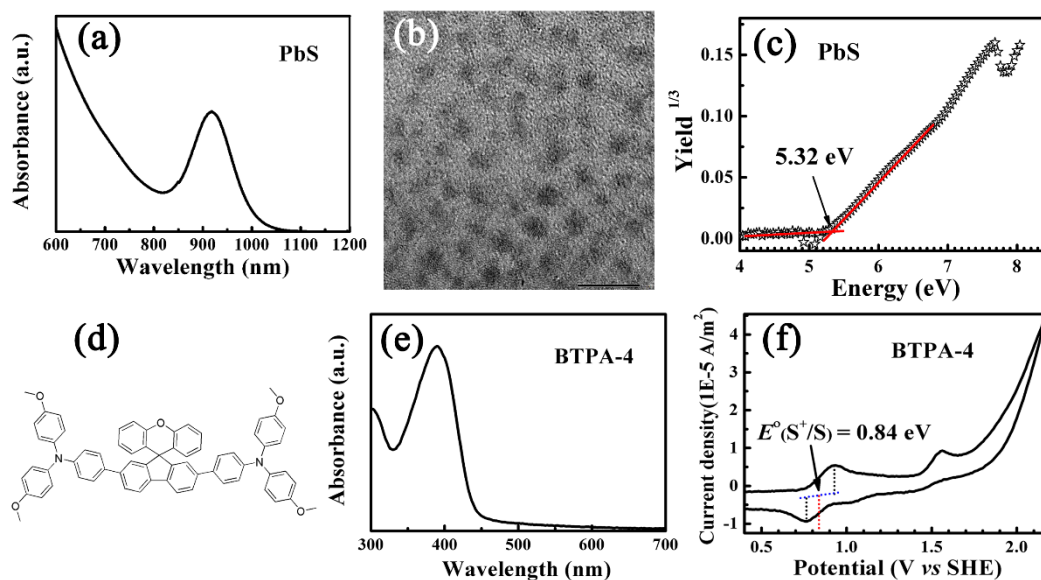 (a)
PbS
Absorbance (a.u.)
600 700 800 900 1000 1100 1200
Wavelength (nm)
(b)
(c)
PbS
Yield 1/3
0.15
0.10
0.05
0.00
5.32 eV
4 5 6 7 8
Energy (eV)
(d)
O
O
O
N
N
O
O
(e)
BTPA-4
Absorbance (a.u.)
300 400 500 600 700
Wavelength (nm)
(f)
BTPA-4
Current density(1E-5 A/m²)
4
3
2
1
0
-1
E°(S⁺/S) = 0.84 eV
0.5 1.0 1.5 2.0
Potential (V vs SHE)